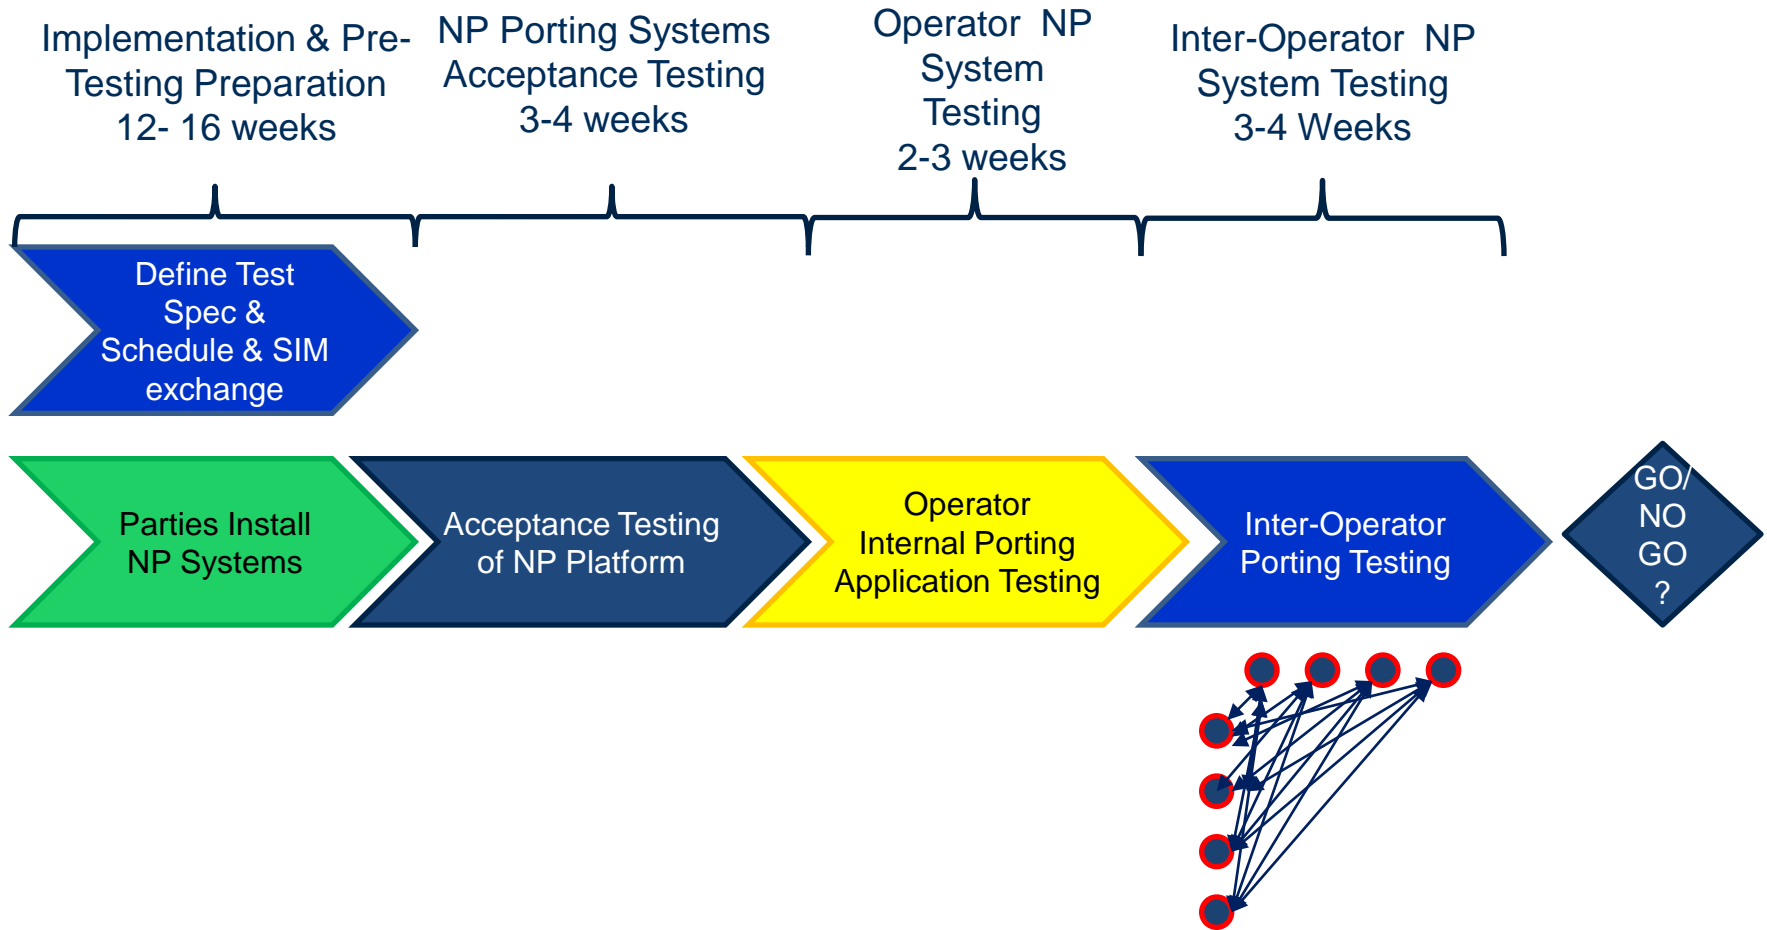 Implementation & Pre-
Testing Preparation
12- 16 weeks
NP Porting Systems
Acceptance Testing
3-4 weeks
Operator  NP
System
Testing
2-3 weeks
Inter-Operator  NP
System Testing
3-4 Weeks
Define Test
Spec &
Schedule & SIM
exchange
Parties Install
NP Systems
Acceptance Testing
of NP Platform
Operator
Internal Porting
Application Testing
Inter-Operator
Porting Testing
GO/
NO
GO
?